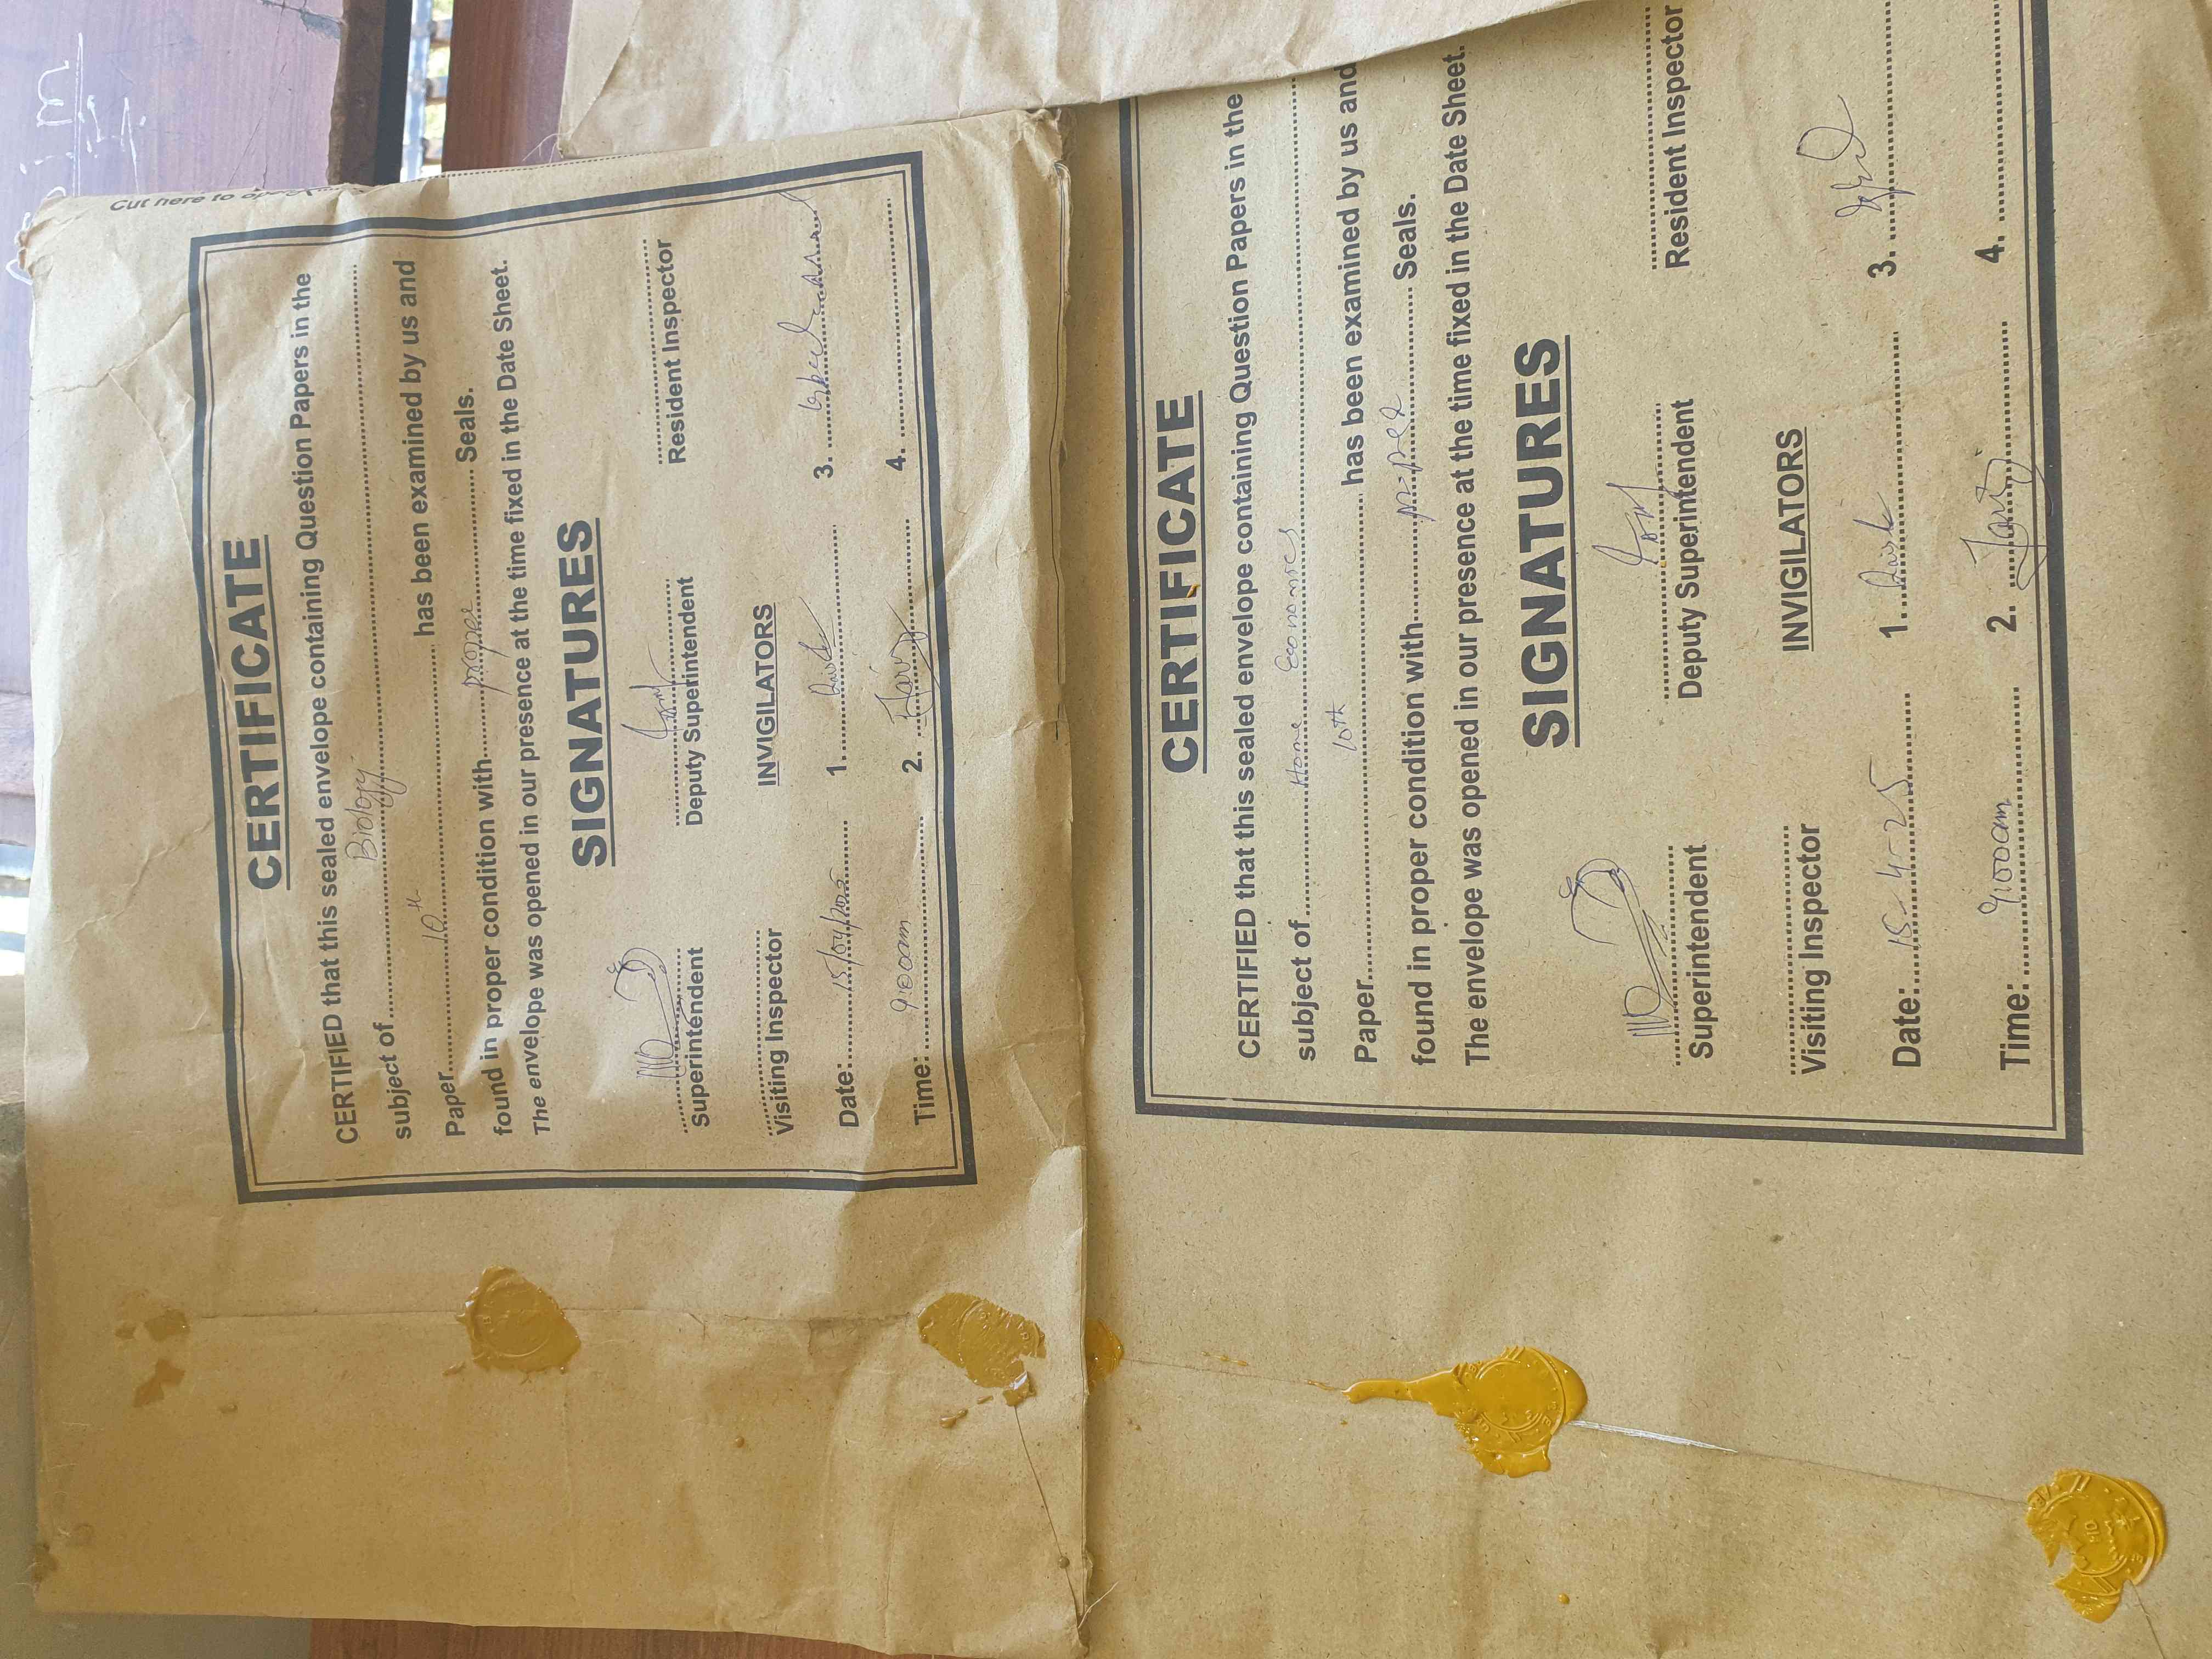 Cut here to open
CERTIFICATE
CERTIFIED that this sealed envelope containing Question Papers in the
subject of Biology
Paper 10th has been examined by us and
found in proper condition with proper Seals.
The envelope was opened in our presence at the time fixed in the Date Sheet.
SIGNATURES
Superintendent Deputy Superintendent Resident Inspector
Visiting Inspector INVIGILATORS
Date: 15/04/2025 1. 3.
Time: 9:00am 2. 4.
CERTIFICATE
CERTIFIED that this sealed envelope containing Question Papers in the
subject of Home Economics
Paper 10th has been examined by us and
found in proper condition with proper Seals.
The envelope was opened in our presence at the time fixed in the Date Sheet.
SIGNATURES
Superintendent Deputy Superintendent Resident Inspector
Visiting Inspector INVIGILATORS
Date: 15-4-25 1. 3.
Time: 9:00am 2. 4.